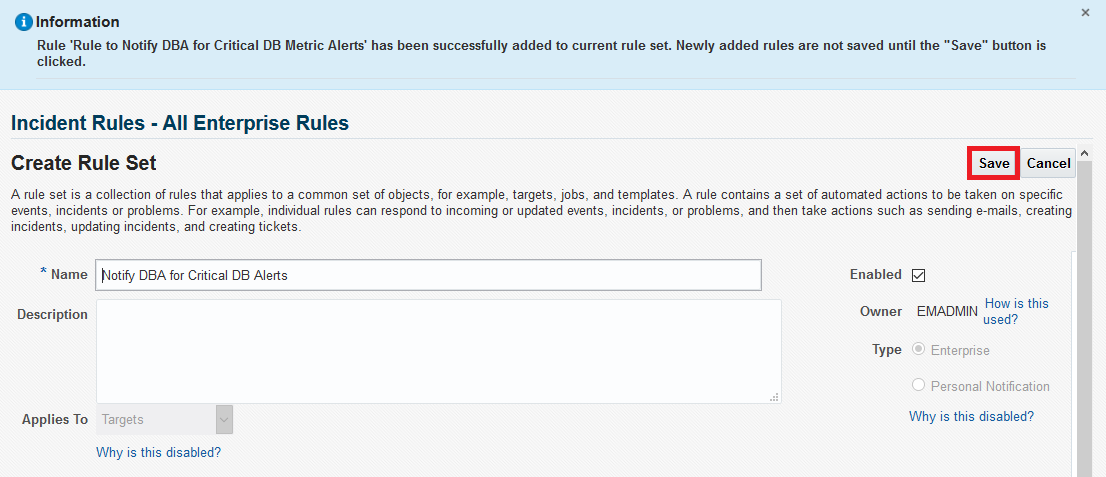 Information
Rule 'Rule to Notify DBA for Critical DB Metric Alerts' has been successfully added to current rule set. Newly added rules are not saved until the "Save" button is
clicked.
Incident Rules - All Enterprise Rules
Create Rule Set
Save Cancel
A rule set is a collection of rules that applies to a common set of objects, for example, targets, jobs, and templates. A rule contains a set of automated actions to be taken on specific
events, incidents or problems. For example, individual rules can respond to incoming or updated events, incidents, or problems, and then take actions such as sending e-mails, creating
incidents, updating incidents, and creating tickets.
* Name Notify DBA for Critical DB Alerts
Description
Applies To Targets
Why is this disabled?
Enabled
Owner EMADMIN How is this
used?
Type Enterprise
Personal Notification
Why is this disabled?